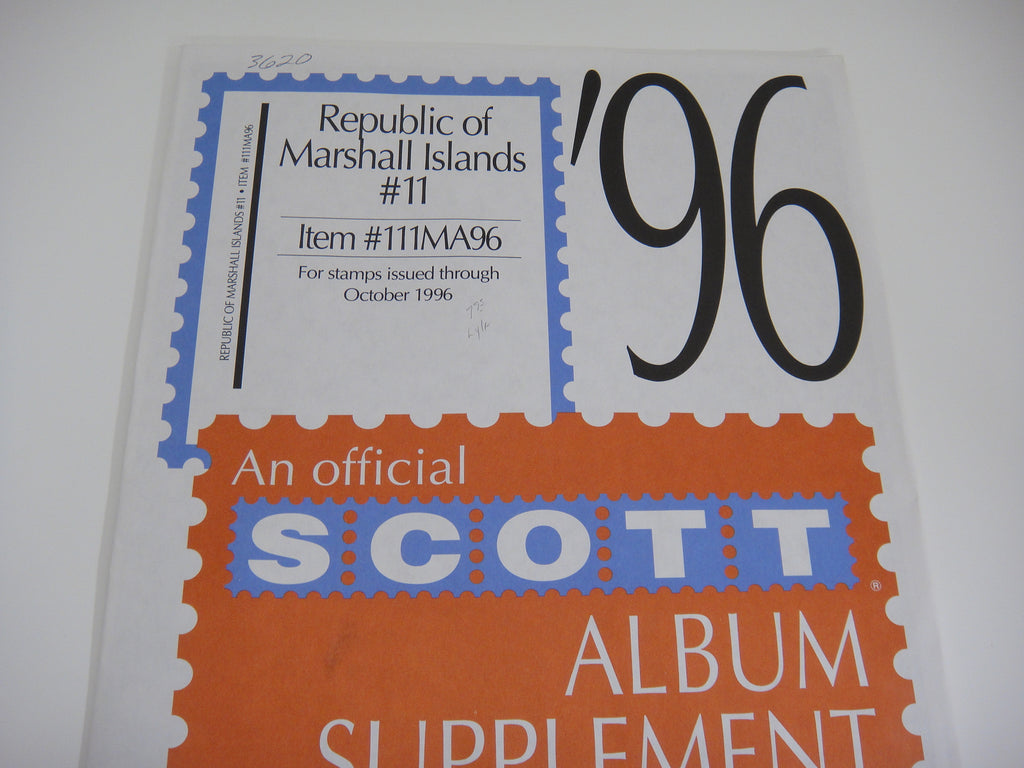 3620
'96
REPUBLIC OF MARSHALL ISLANDS #11 • ITEM #111MA96
Republic of
Marshall Islands
#11
Item #111MA96
For stamps issued through
October 1996
An official
SCOTT®
ALBUM
SUPPLEMENT